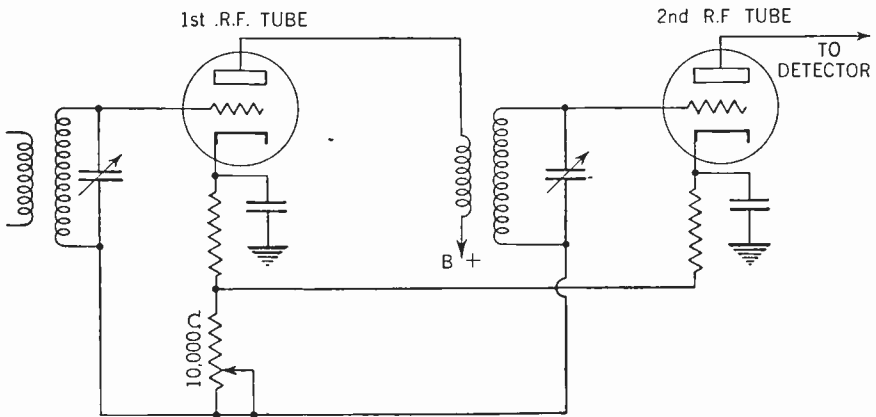 1st .R.F. TUBE
2nd R.F TUBE
TO
DETECTOR
B +
10,000Ω